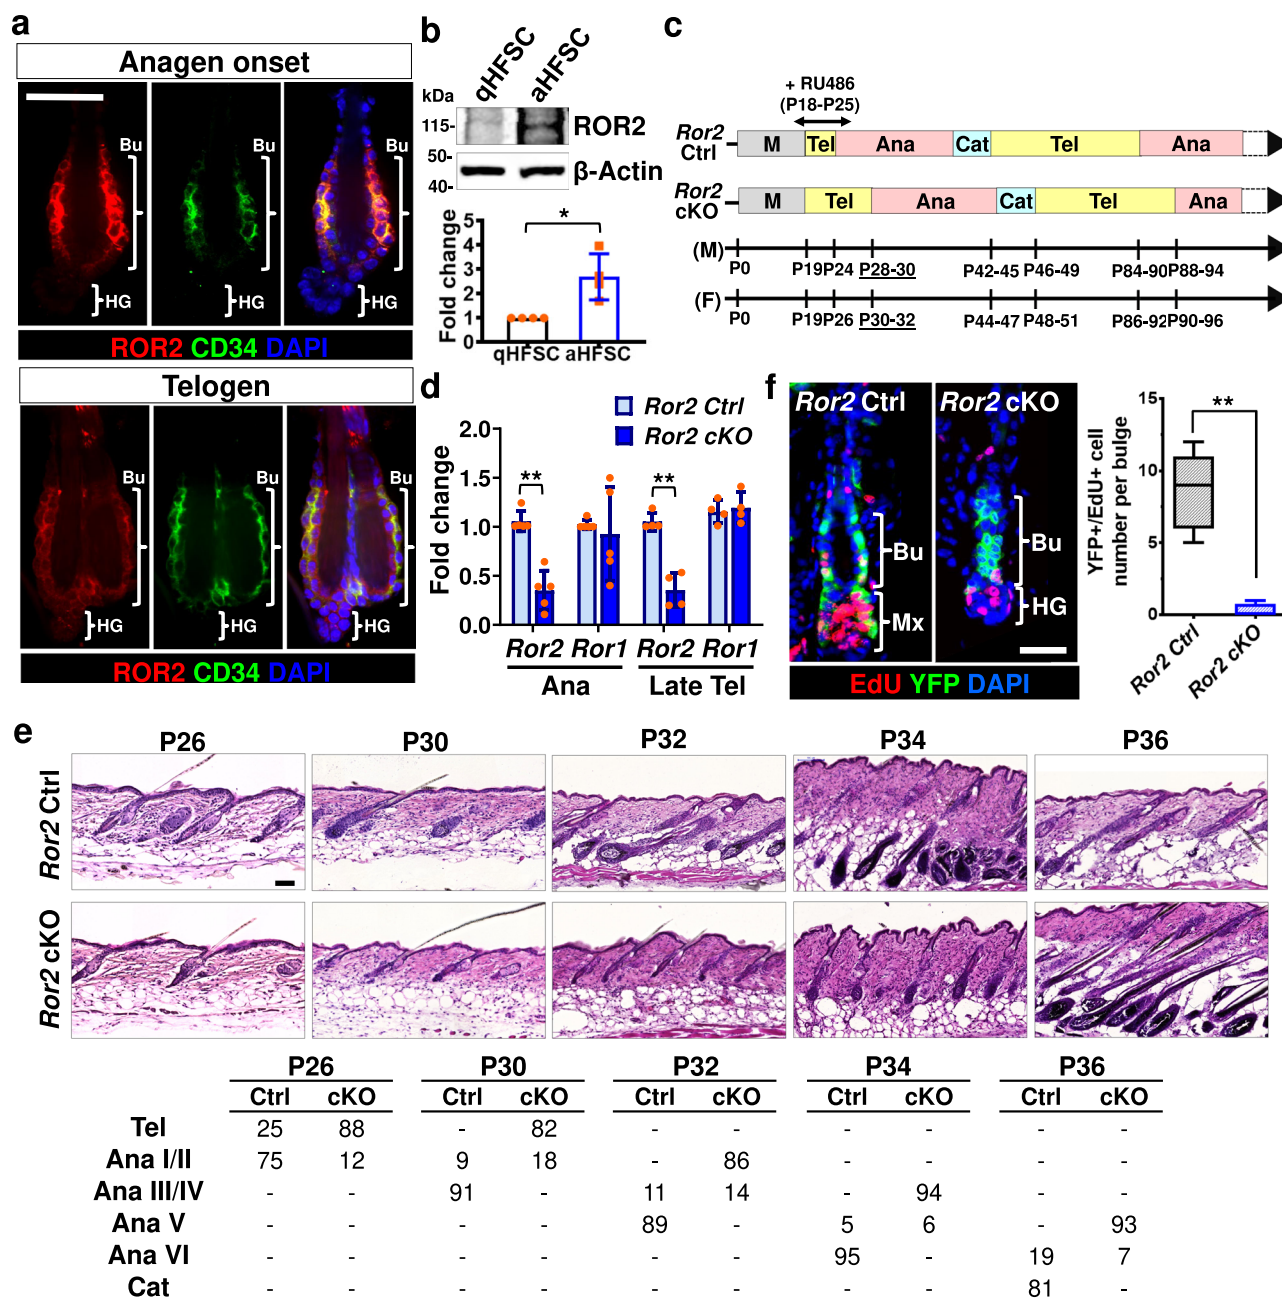 a
Anagen onset
Bu
HG
Bu
HG
Bu
HG
ROR2 CD34 DAPI
Telogen
Bu
HG
Bu
HG
Bu
HG
ROR2 CD34 DAPI
b
qHFSC aHFSC
kDa
115-
ROR2
50-
40-
β-Actin
*
Fold change
5
4
3
2
1
0
qHFSC aHFSC
c
+ RU486
(P18-P25)
Ror2 Ctrl
M Tel Ana Cat Tel Ana
Ror2 cKO
M Tel Ana Cat Tel Ana
(M)
P0 P19P24 P28-30 P42-45 P46-49 P84-90P88-94
(F)
P0 P19P26 P30-32 P44-47 P48-51 P86-92P90-96
d
Ror2 Ctrl
Ror2 cKO
Fold change
2.0
1.5
1.0
0.5
0
** **
Ror2 Ror1 Ror2 Ror1
Ana Late Tel
f
Ror2 Ctrl
Ror2 cKO
Bu
Mx
Bu
HG
EdU YFP DAPI
YFP+/EdU+ cell
number per bulge
15
10
5
0
**
Ror2 Ctrl
Ror2 cKO
e
P26 P30 P32 P34 P36
Ror2 Ctrl
Ror2 cKO
P26 P30 P32 P34 P36
Ctrl cKO Ctrl cKO Ctrl cKO Ctrl cKO Ctrl cKO
Tel 25 88 - 82 - - - - - -
Ana I/II 75 12 9 18 - 86 - - - -
Ana III/IV - - 91 - 11 14 - 94 - -
Ana V - - - - 89 - 5 6 - 93
Ana VI - - - - - - 95 - 19 7
Cat - - - - - - - - 81 -